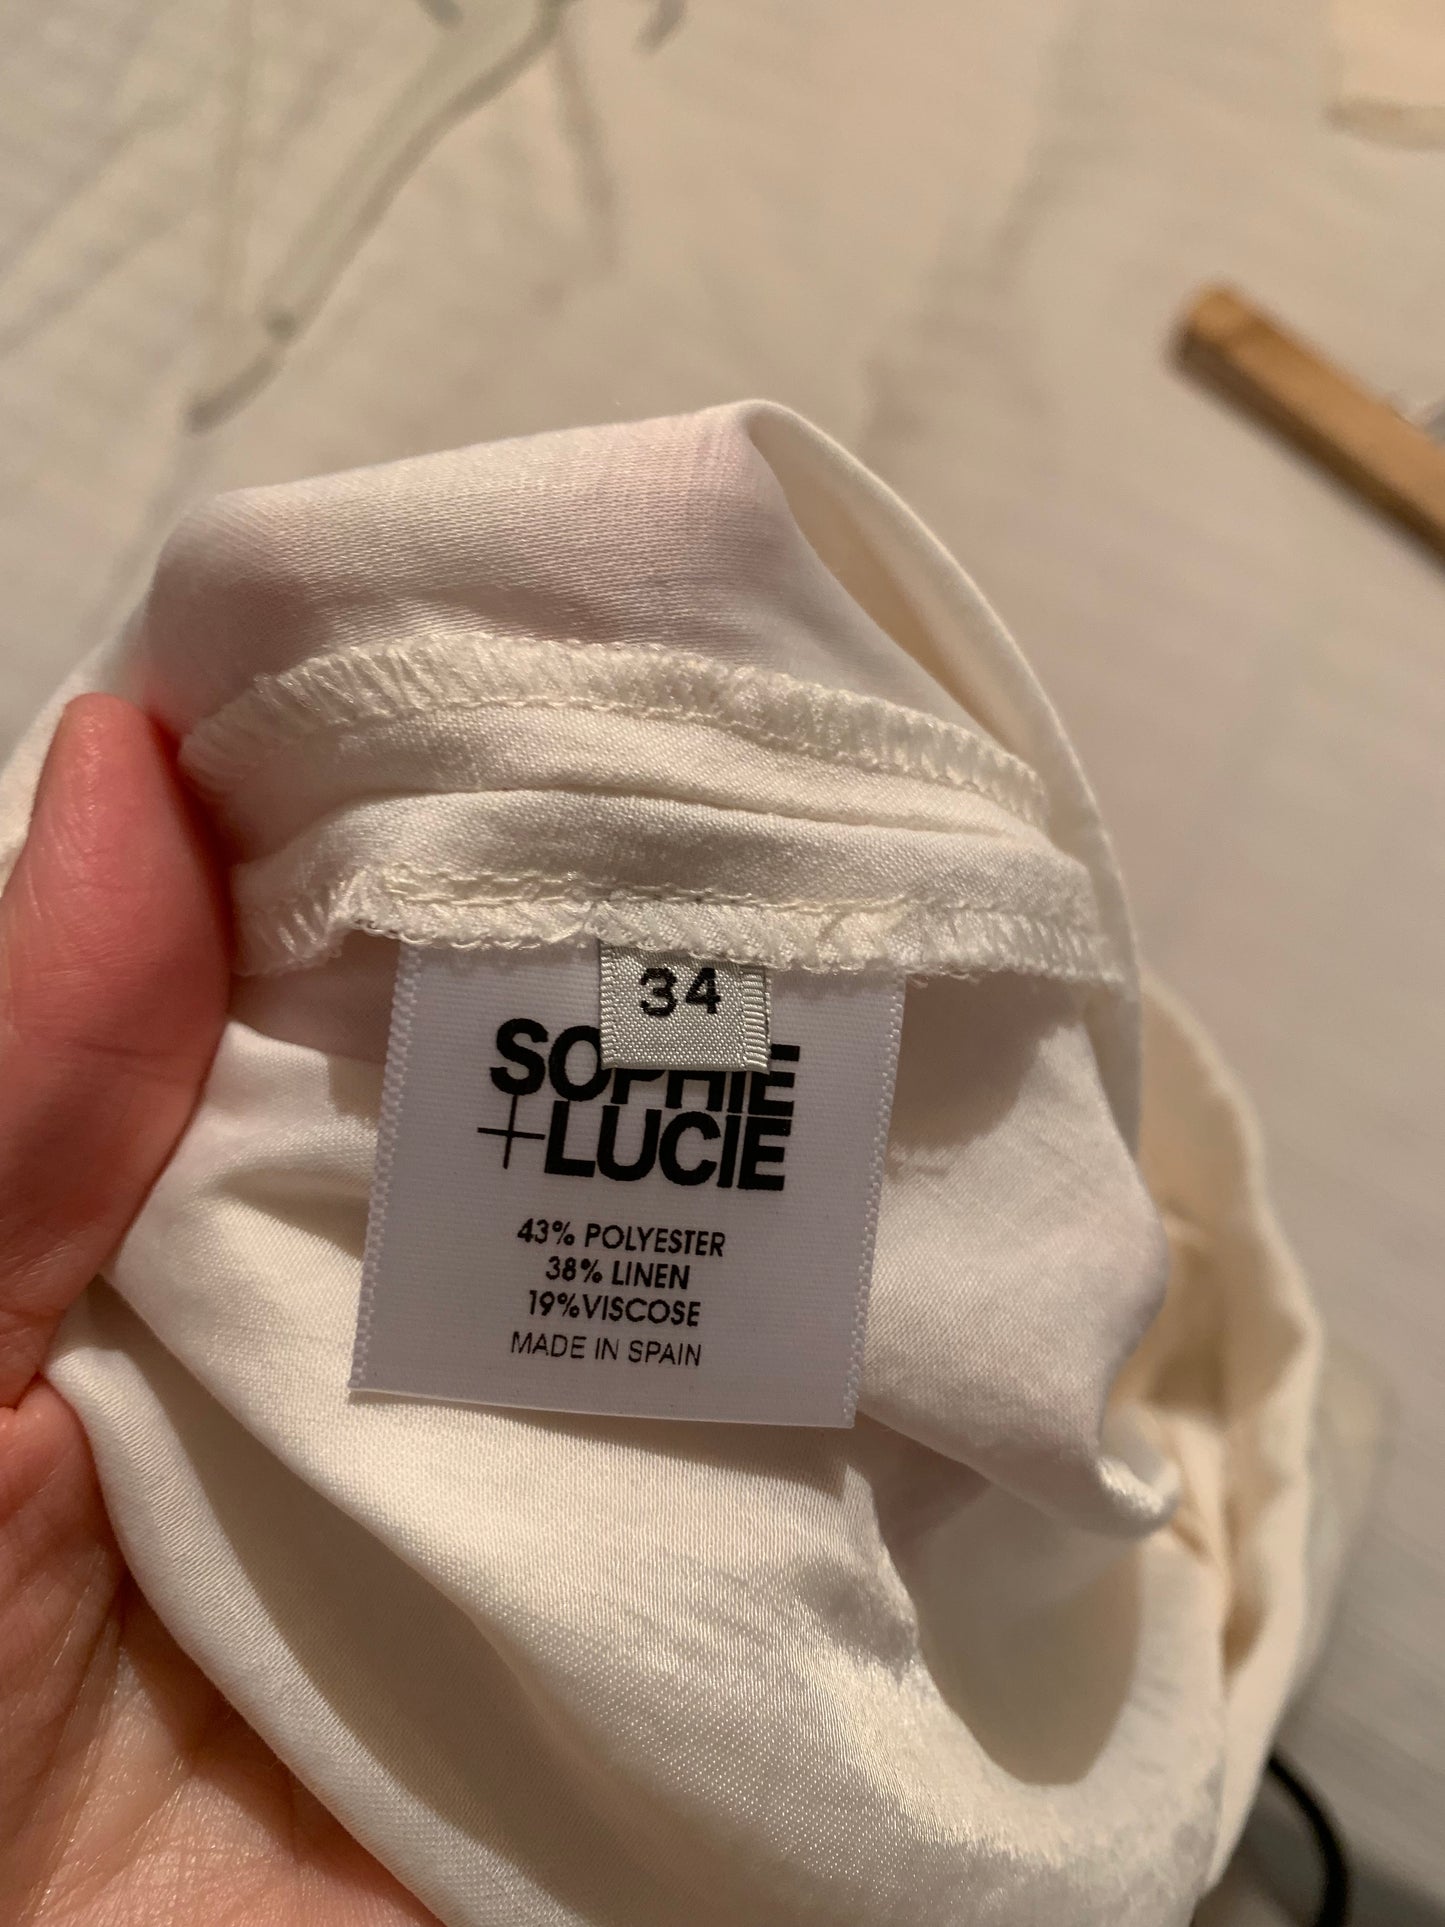 34
SOPHIE
+LUCIE
43% POLYESTER
38% LINEN
19%VISCOSE
MADE IN SPAIN